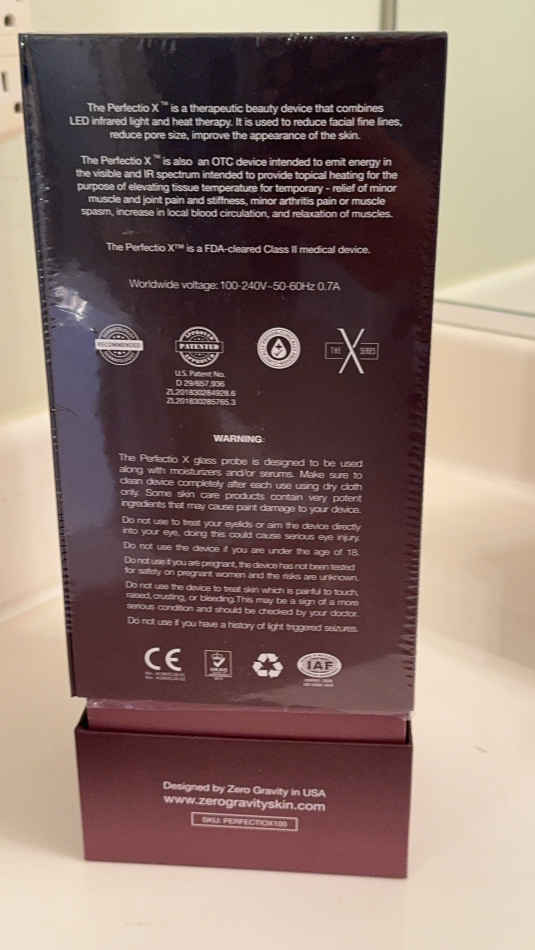 The Perfectio X™ is a therapeutic beauty device that combines
LED infrared light and heat therapy. It is used to reduce facial fine lines,
reduce pore size, improve the appearance of the skin.
The Perfectio X™ is also an OTC device intended to emit energy in
the visible and IR spectrum intended to provide topical heating for the
purpose of elevating tissue temperature for temporary - relief of minor
muscle and joint pain and stiffness, minor arthritis pain or muscle
spasm, increase in local blood circulation, and relaxation of muscles.
The Perfectio X™ is a FDA-cleared Class II medical device.
Worldwide voltage: 100-240V~50-60Hz 0.7A
RECOMMENDED
APPROVED
PATENTED
APPROVED
THE X SERIES
U.S. Patent No.
D 29/657,936
ZL201830284928.6
ZL201830285765.3
WARNING:
The Perfectio X glass probe is designed to be used
along with moisturizers and/or serums. Make sure to
clean device completely after each use using dry cloth
only. Some skin care products contain very potent
ingredients that may cause paint damage to your device.
Do not use to treat your eyelids or aim the device directly
into your eye, doing this could cause serious eye injury.
Do not use the device if you are under the age of 18.
Do not use if you are pregnant, the device has not been tested
for safety on pregnant women and the risks are unknown.
Do not use the device to treat skin which is painful to touch,
raised, crusting, or bleeding. This may be a sign of a more
serious condition and should be checked by your doctor.
Do not use if you have a history of light triggered seizures.
CE
IAF
Designed by Zero Gravity in USA
www.zerogravityskin.com
SKU: PERFECTIOX100